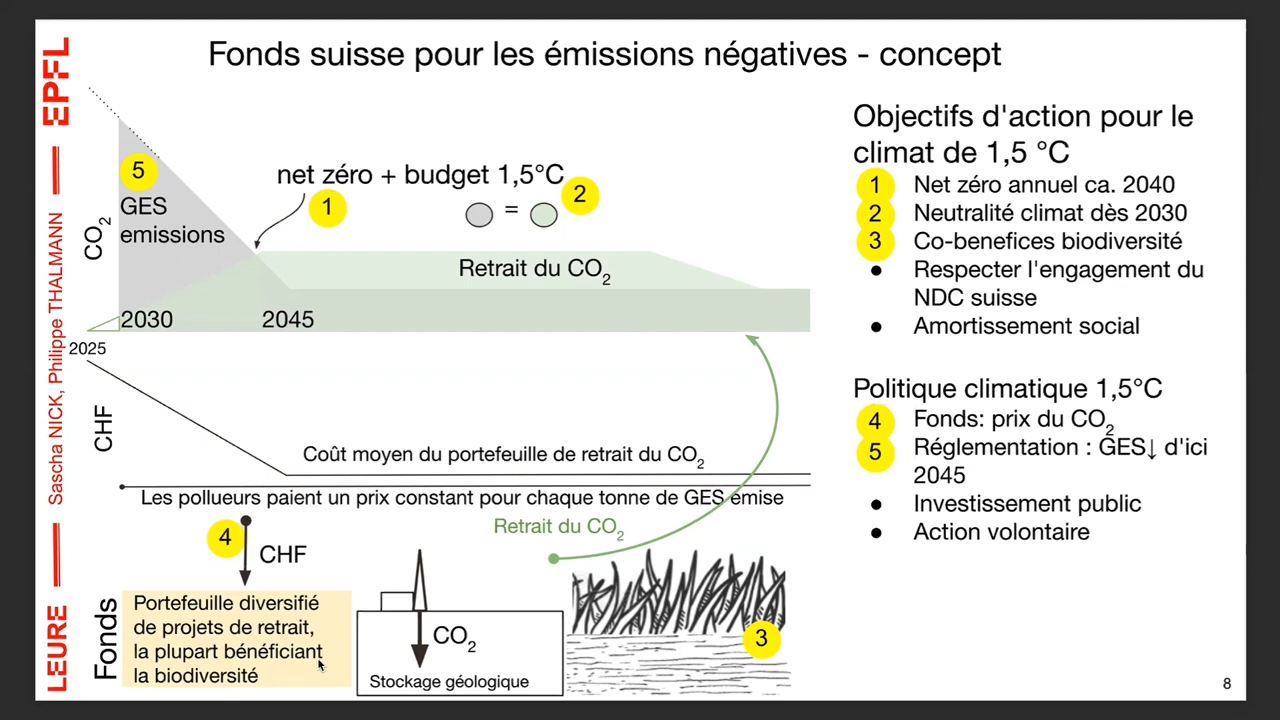 Fonds suisse pour les émissions négatives - concept
EPFL
Sascha NICK, Philippe THALMANN
LEURE
5
GES
emissions
CO2
net zéro + budget 1,5°C
1
2
=
Retrait du CO2
2030
2045
2025
CHF
Coût moyen du portefeuille de retrait du CO2
Les pollueurs paient un prix constant pour chaque tonne de GES émise
Retrait du CO2
4
CHF
Fonds
Portefeuille diversifié
de projets de retrait,
la plupart bénéficiant
la biodiversité
CO2
Stockage géologique
3
Objectifs d'action pour le
climat de 1,5 °C
1 Net zéro annuel ca. 2040
2 Neutralité climat dès 2030
3 Co-benefices biodiversité
● Respecter l'engagement du
NDC suisse
● Amortissement social
Politique climatique 1,5°C
4 Fonds: prix du CO2
5 Réglementation : GES↓ d'ici
2045
● Investissement public
● Action volontaire
8